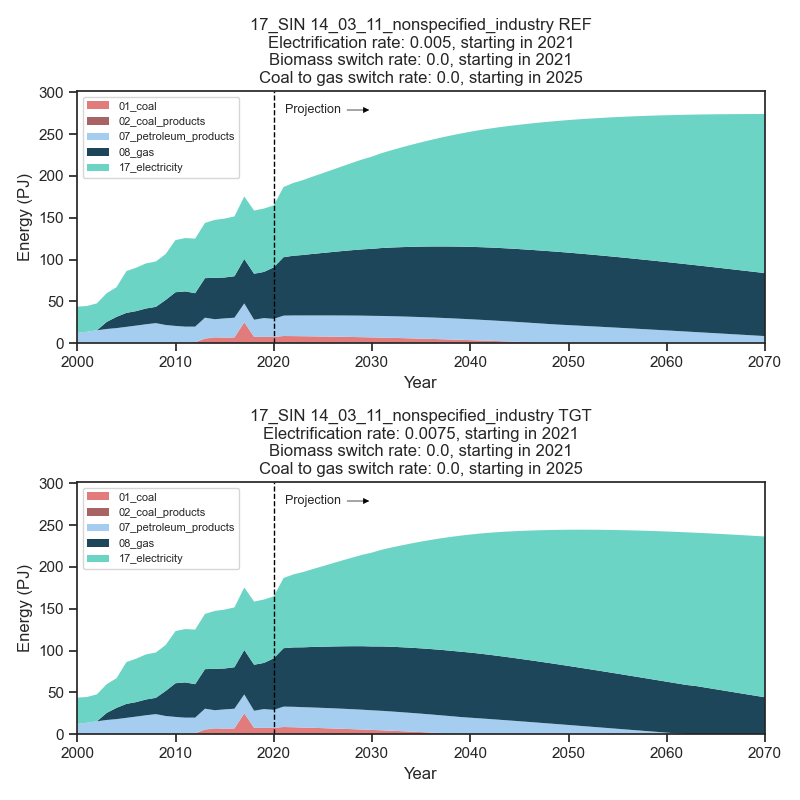 17_SIN 14_03_11_nonspecified_industry REF
Electrification rate: 0.005, starting in 2021
Biomass switch rate: 0.0, starting in 2021
Coal to gas switch rate: 0.0, starting in 2025
300
250
200
150
100
50
0
Energy (PJ)
01_coal
02_coal_products
07_petroleum_products
08_gas
17_electricity
Projection
2000 2010 2020 2030 2040 2050 2060 2070
Year
17_SIN 14_03_11_nonspecified_industry TGT
Electrification rate: 0.0075, starting in 2021
Biomass switch rate: 0.0, starting in 2021
Coal to gas switch rate: 0.0, starting in 2025
300
250
200
150
100
50
0
Energy (PJ)
01_coal
02_coal_products
07_petroleum_products
08_gas
17_electricity
Projection
2000 2010 2020 2030 2040 2050 2060 2070
Year